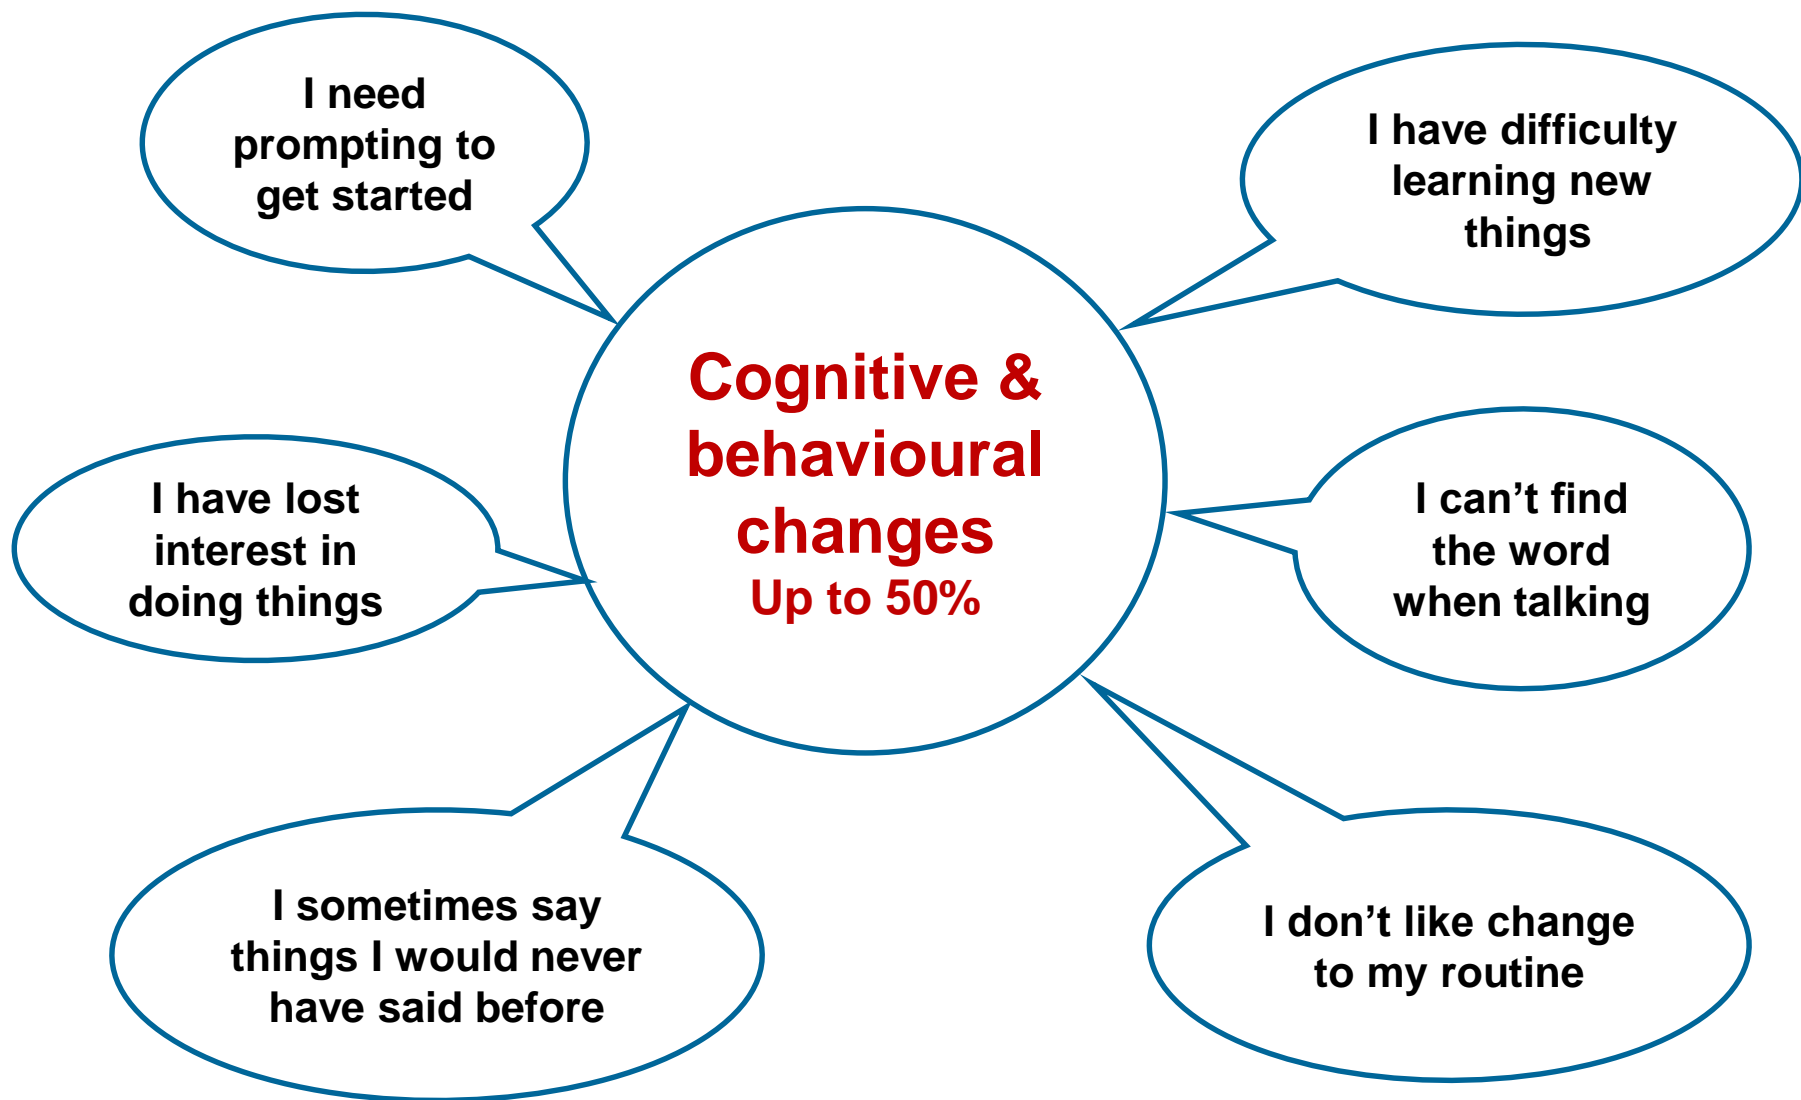 I need
prompting to
get started
I have difficulty
learning new
things
Cognitive &
behavioural
changes
Up to 50%
I have lost
interest in
doing things
I can’t find
the word
when talking
I sometimes say
things I would never
have said before
I don’t like change
to my routine